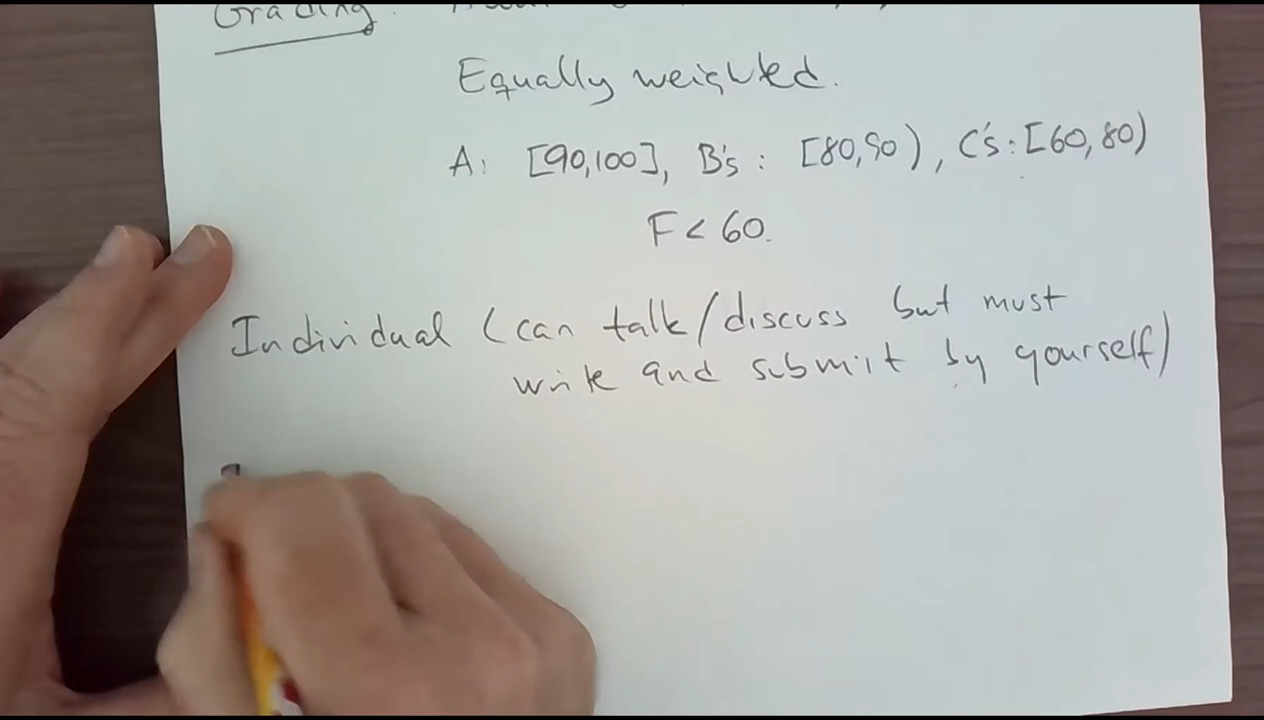 Grading
Equally weighted.
A: [90,100], B's: [80,90), C's: [60,80)
F < 60.
Individual (can talk/discuss but must
write and submit by yourself)